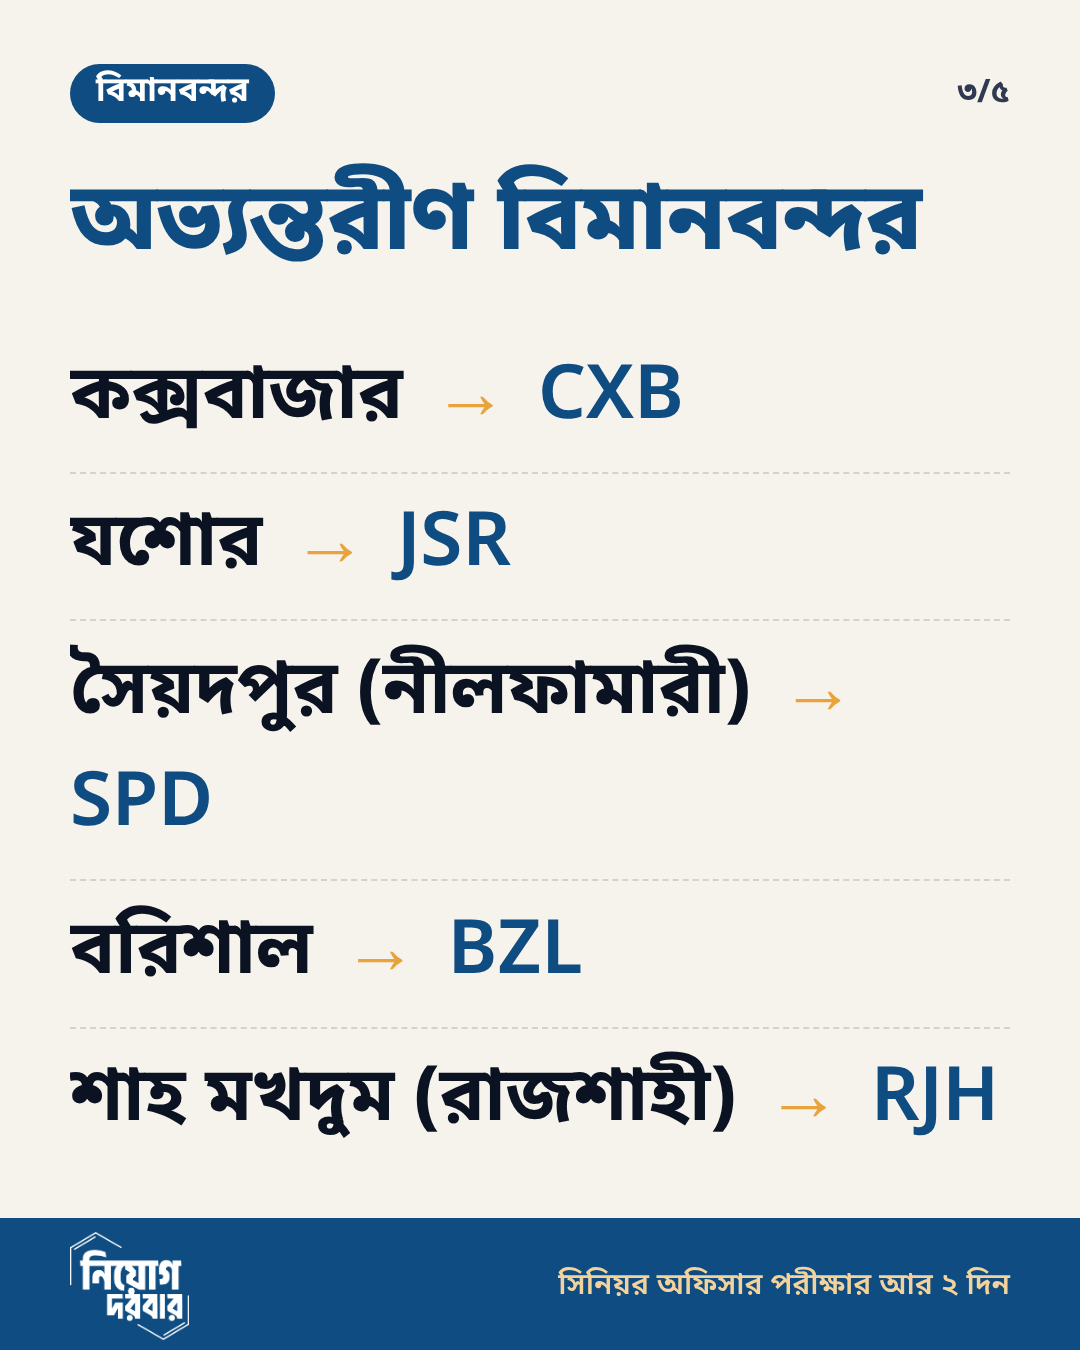 বিমানবন্দর
৩/৫
অভ্যন্তরীণ বিমানবন্দর
কক্সবাজার → CXB
যশোর → JSR
সৈয়দপুর (নীলফামারী) →
SPD
বরিশাল → BZL
শাহ মখদুম (রাজশাহী) → RJH
নিয়োগ
দরবার
সিনিয়র অফিসার পরীক্ষার আর ২ দিন